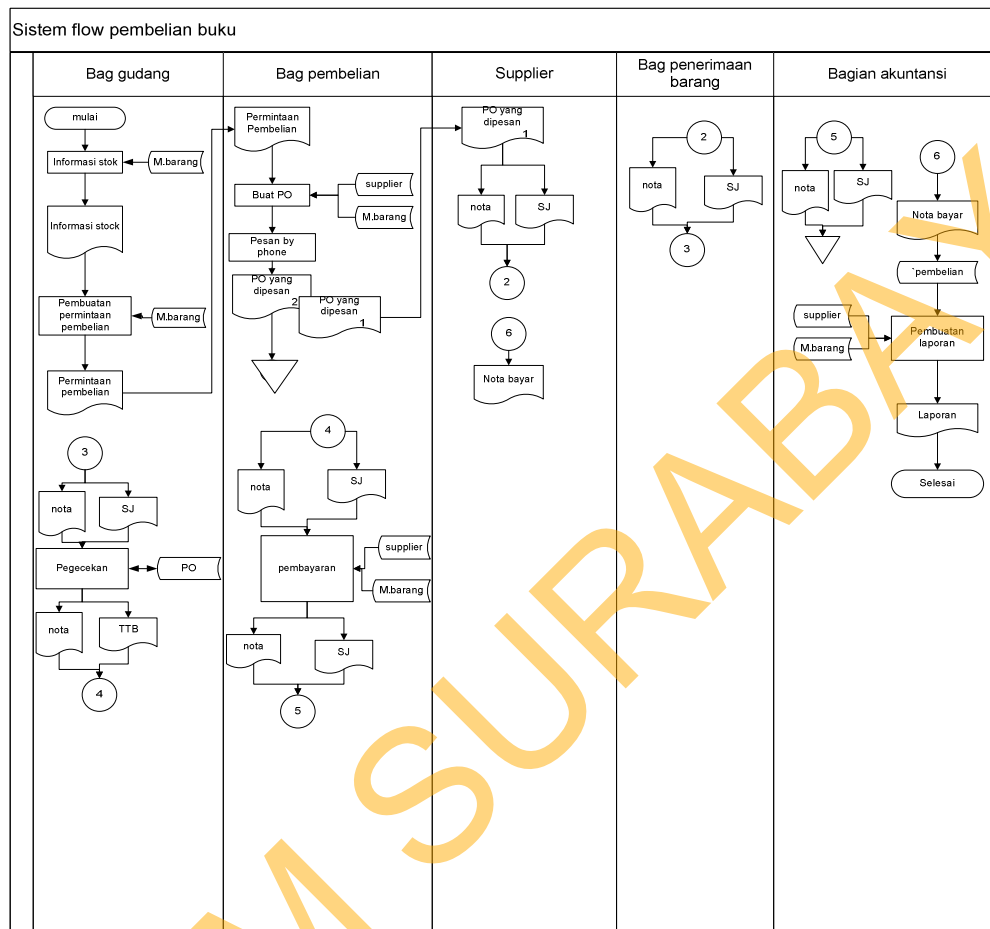 Sistem flow pembelian buku
Bag gudang
Bag pembelian
Supplier
Bag penerimaan
barang
Bagian akuntansi
mulai
Informasi stok
M.barang
Informasi stock
Pembuatan
permintaan
pembelian
M.barang
Permintaan
pembelian
3
nota
SJ
Pegecekan
PO
nota
TTB
4
Permintaan
Pembelian
Buat PO
supplier
M.barang
Pesan by
phone
PO yang
dipesan
2
PO yang
dipesan
1
4
nota
SJ
pembayaran
supplier
M.barang
nota
SJ
5
PO yang
dipesan
1
nota
SJ
2
6
Nota bayar
2
nota
SJ
3
5
nota
SJ
6
Nota bayar
`pembelian
supplier
M.barang
Pembuatan
laporan
Laporan
Selesai
M SURABAY